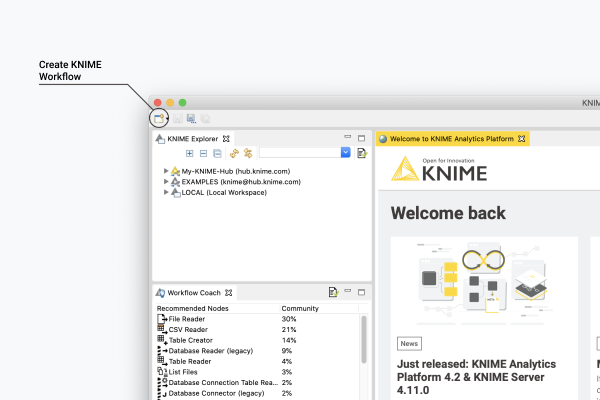 Create KNIME
Workflow
KNIM
KNIME Explorer
Welcome to KNIME Analytics Platform
My-KNIME-Hub (hub.knime.com)
EXAMPLES (knime@hub.knime.com)
LOCAL (Local Workspace)
Open for Innovation
KNIME
Welcome back
Workflow Coach
Recommended Nodes Community
File Reader 30%
CSV Reader 21%
Table Creator 14%
Database Reader (legacy) 9%
Table Reader 4%
List Files 3%
Database Connection Table Rea... 2%
Database Connector (legacy) 2%
News
Just released: KNIME Analytics
Platform 4.2 & KNIME Server
4.11.0